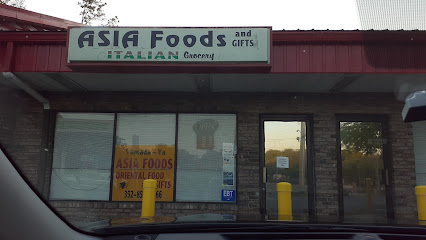 ASIA Foods and
GIFTS
ITALIAN Grocery
ASIA FOODS
ORIENTAL FOOD
GIFTS
EBT